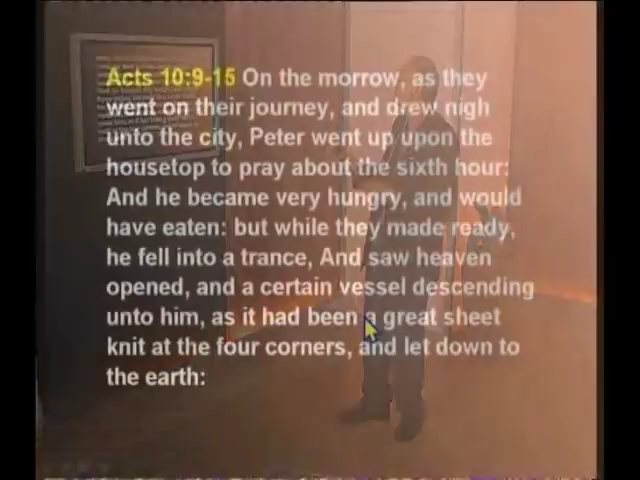 Acts 10:9-15 On the morrow, as they
went on their journey, and drew nigh
unto the city, Peter went up upon the
housetop to pray about the sixth hour:
And he became very hungry, and would
have eaten: but while they made ready,
he fell into a trance, And saw heaven
opened, and a certain vessel descending
unto him, as it had been a great sheet
knit at the four corners, and let down to
the earth: